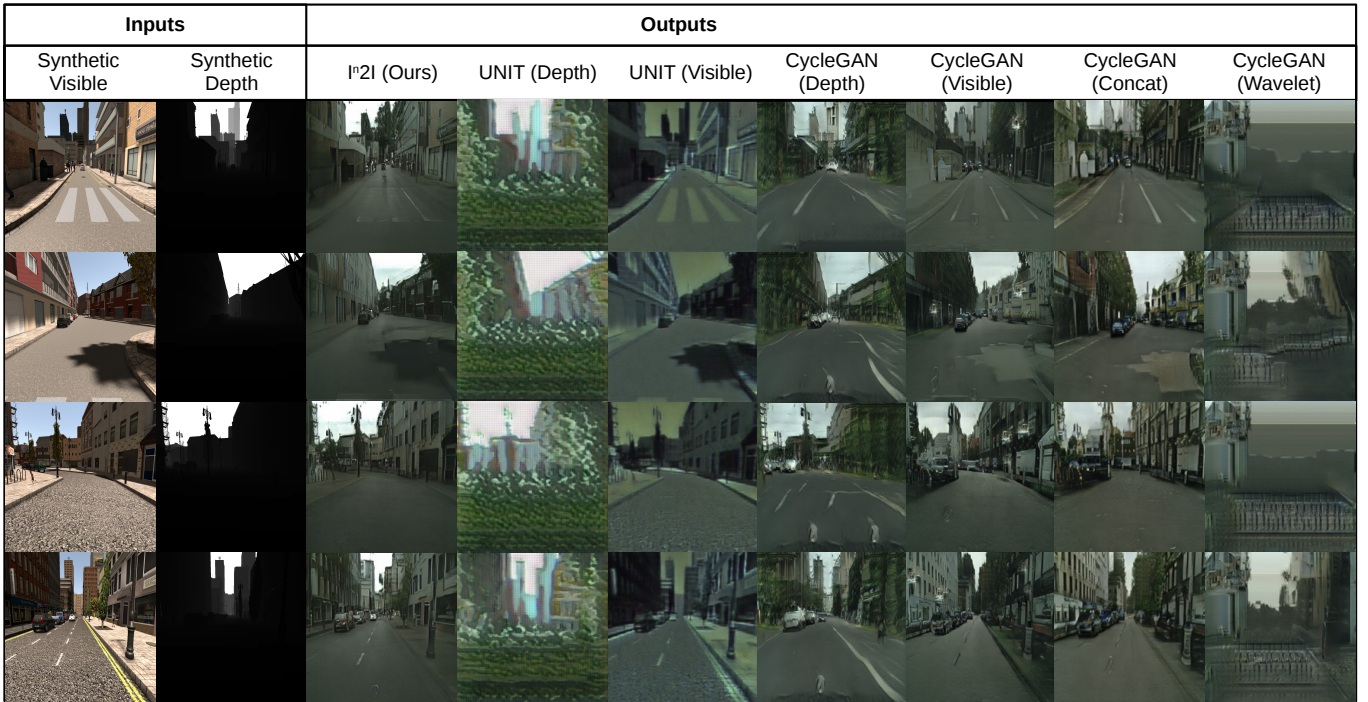 Inputs
Outputs
Synthetic
Visible
Synthetic
Depth
Iⁿ2I (Ours)
UNIT (Depth)
UNIT (Visible)
CycleGAN
(Depth)
CycleGAN
(Visible)
CycleGAN
(Concat)
CycleGAN
(Wavelet)